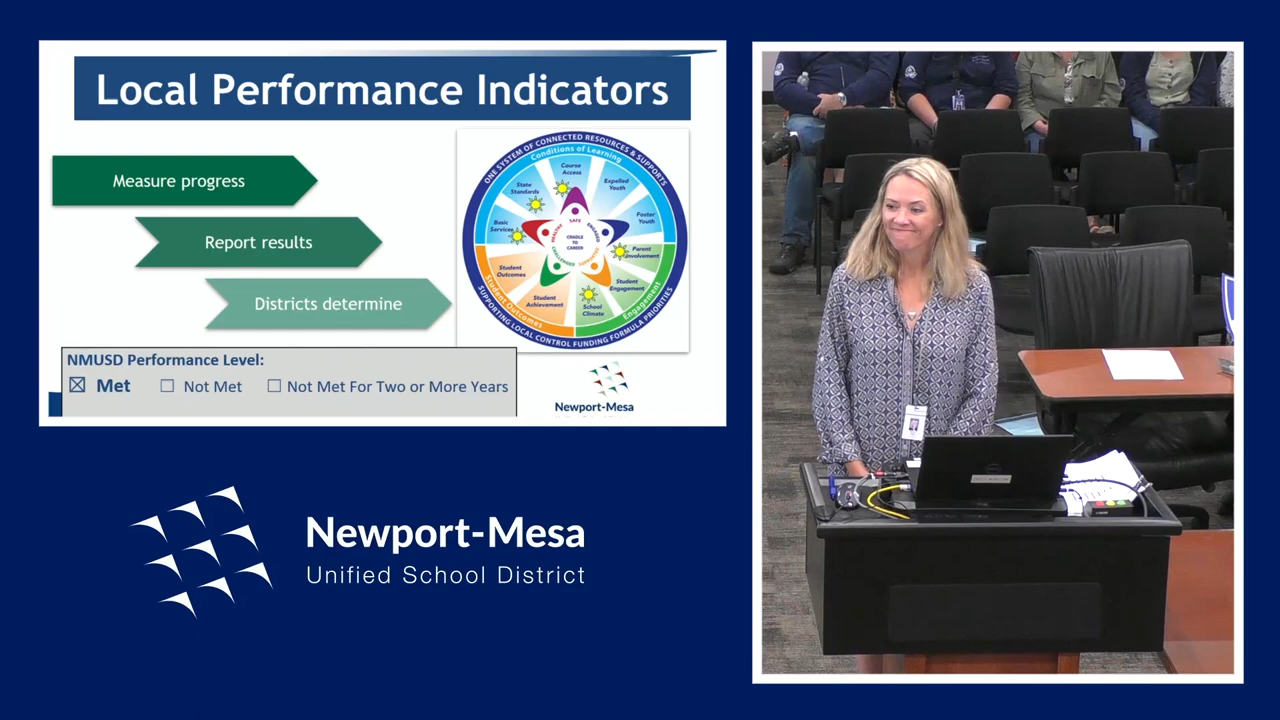 Local Performance Indicators
Measure progress
Report results
Districts determine
ONE SYSTEM OF CONNECTED RESOURCES & SUPPORTS
Conditions of Learning
Course
Access
Expelled
Youth
State
Standards
Foster
Youth
Basic
Services
Parent
Involvement
SAFE
HEALTHY
ENGAGED
CHALLENGED
SUPPORTED
CRADLE
TO
CAREER
Student
Outcomes
Student
Engagement
Student
Achievement
School
Climate
Student Outcomes
Engagement
SUPPORTING LOCAL CONTROL FUNDING FORMULA PRIORITIES
NMUSD Performance Level:
☒ Met ☐ Not Met ☐ Not Met For Two or More Years
Newport-Mesa
Newport-Mesa
Unified School District